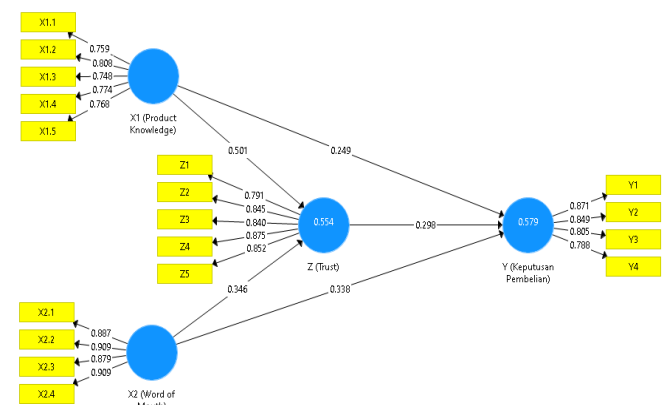 X1.1
X1.2
X1.3
X1.4
X1.5
0.759
0.808
0.748
0.774
0.768
X1 (Product
Knowledge)
0.501
0.249
Z1
Z2
Z3
Z4
Z5
0.791
0.845
0.840
0.875
0.852
0.554
Z (Trust)
0.298
0.346
0.338
0.579
Y (Keputusan
Pembelian)
0.871
0.849
0.805
0.788
Y1
Y2
Y3
Y4
X2.1
X2.2
X2.3
X2.4
0.887
0.909
0.879
0.909
X2 (Word of
Mouth)